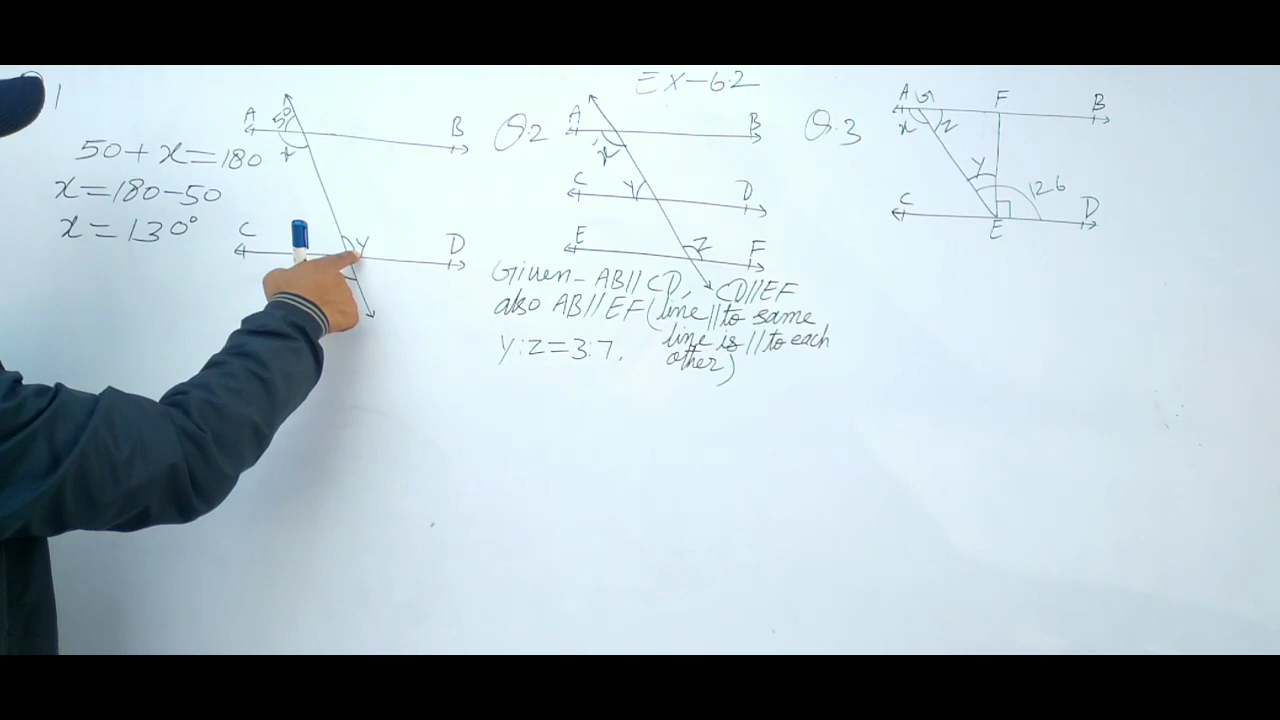 EX-6.2
1
50+x=180
x=180-50
x=130°
A
50
x
B
C
y
D
Q.2
A
x
B
C
y
D
E
z
F
Given- AB//CD, CD//EF
also AB//EF (line // to same
line is // to each
other)
y:z=3:7.
Q.3
A
G
F
B
x
z
y
126
C
E
D